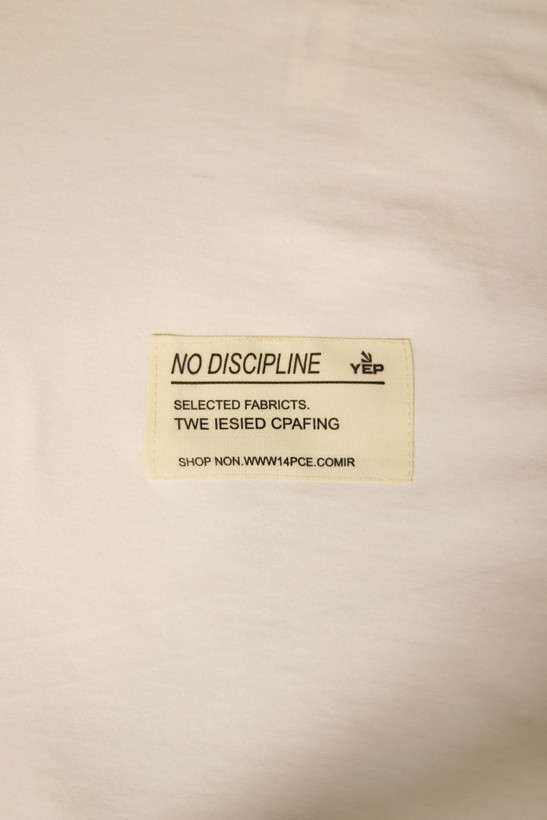 NO DISCIPLINE
YEP
SELECTED FABRICTS.
TWE IESIED CPAFING
SHOP NON.WWW14PCE.COMIR